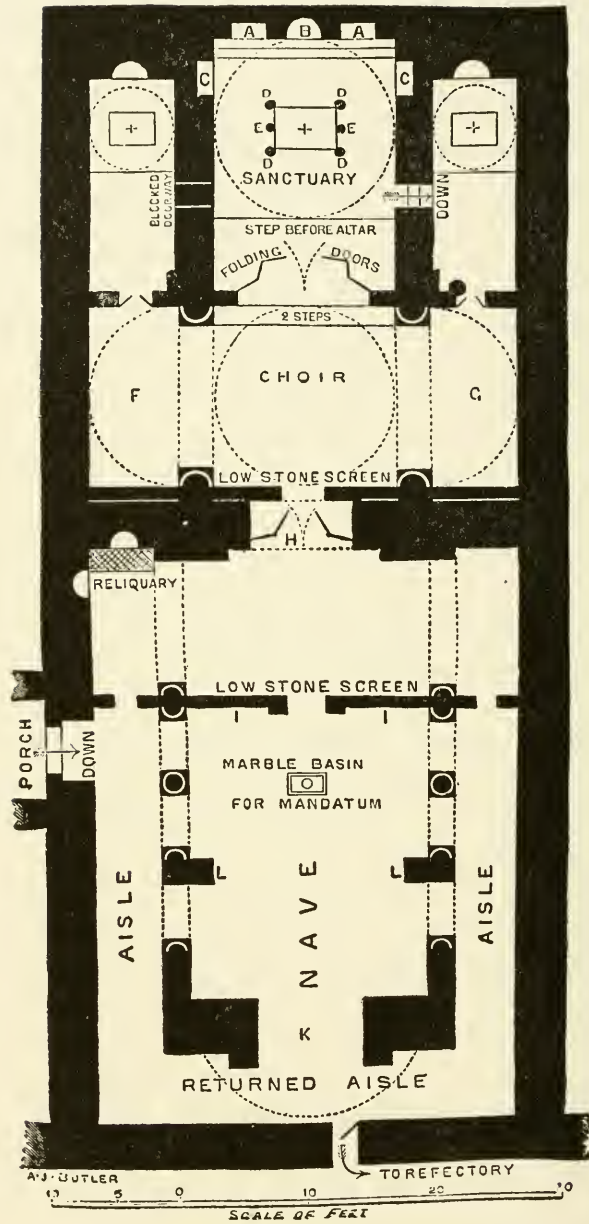 A B A
C C
D D
E E
D D
SANCTUARY
BLOCKED DOORWAY
DOWN
STEP BEFORE ALTAR
FOLDING DOORS
2 STEPS
CHOIR
F G
LOW STONE SCREEN
H
RELIQUARY
LOW STONE SCREEN
I I
PORCH
DOWN
MARBLE BASIN
FOR MANDATUM
L L
AISLE
NAVE
AISLE
K
RETURNED AISLE
A.J. BUTLER
TO REFECTORY
10 5 0 10 20 30
SCALE OF FEET